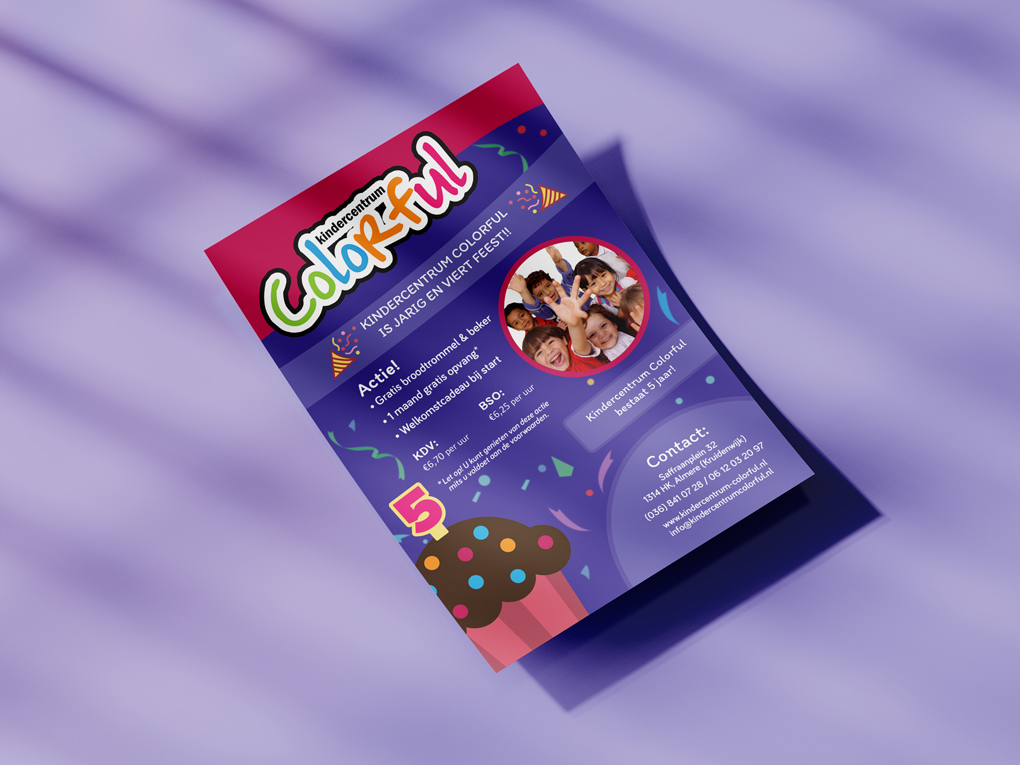 kindercentrum
Colorful
KINDERCENTRUM COLORFUL
IS JARIG EN VIERT FEEST!!
Actie!
• Gratis broodtrommel & beker
• 1 maand gratis opvang*
• Welkomstcadeau bij start
KDV:
€6,70 per uur
BSO:
€6,25 per uur
* Let op! U kunt genieten van deze actie
mits u voldoet aan de voorwaarden.
Kindercentrum Colorful
bestaat 5 jaar!
5
Contact:
Saffraanplein 32
1314 HK, Almere (Kruidenwijk)
(036) 841 07 28 / 06 12 03 20 97
www.kindercentrum-colorful.nl
info@kindercentrumcolorful.nl